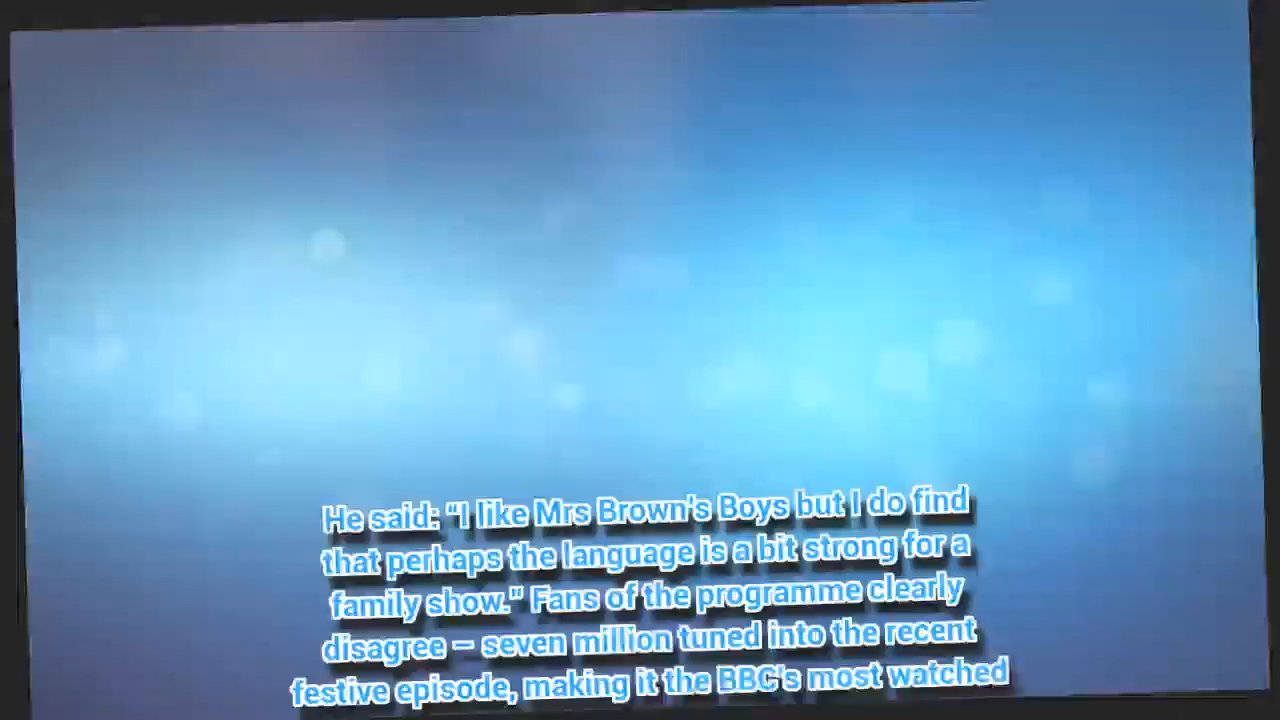 He said: “I like Mrs Brown's Boys but I do find
that perhaps the language is a bit strong for a
family show.” Fans of the programme clearly
disagree – seven million tuned into the recent
festive episode, making it the BBC's most watched